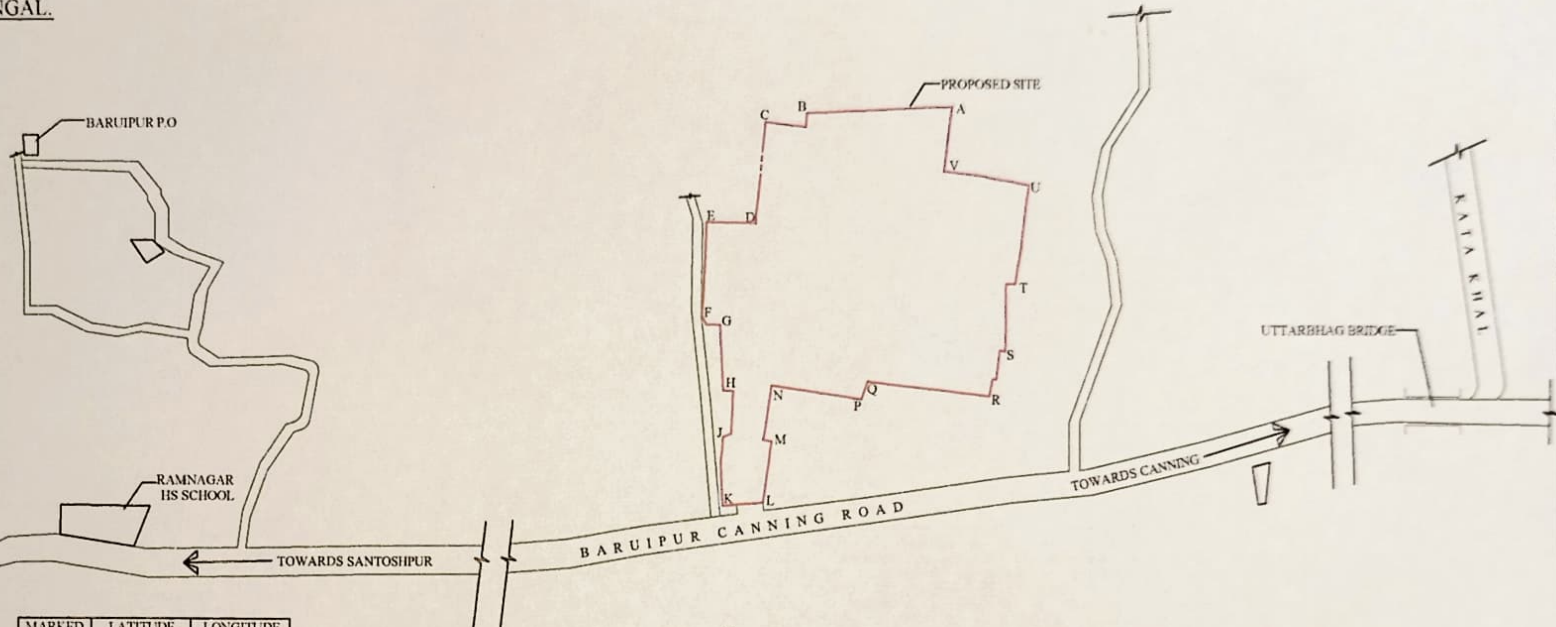 NGAL.
PROPOSED SITE
BARUIPUR P.O
A
B
C
V
U
D
E
T
F
G
S
H
N
Q
R
P
J
M
K
L
KATA KHAL
UTTARBHAG BRIDGE
RAMNAGAR
HS SCHOOL
TOWARDS CANNING
BARUIPUR CANNING ROAD
TOWARDS SANTOSHPUR
MARKED LATITUDE LONGITUDE